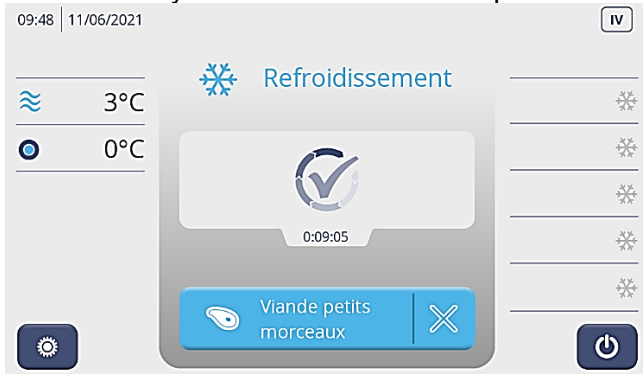 09:48 11/06/2021
IV
Refroidissement
3°C
0°C
0:09:05
Viande petits
morceaux